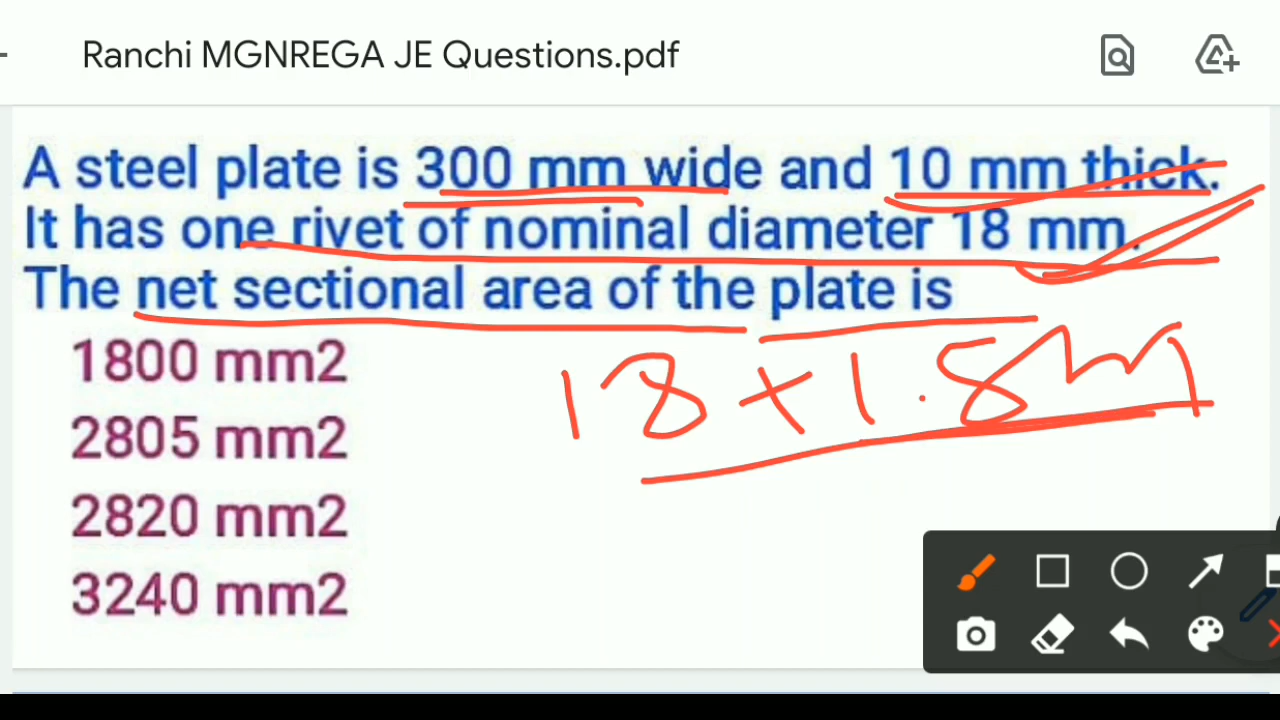 Ranchi MGNREGA JE Questions.pdf
A steel plate is 300 mm wide and 10 mm thick.
It has one rivet of nominal diameter 18 mm.
The net sectional area of the plate is
1800 mm2
2805 mm2
2820 mm2
3240 mm2
18+1.5m